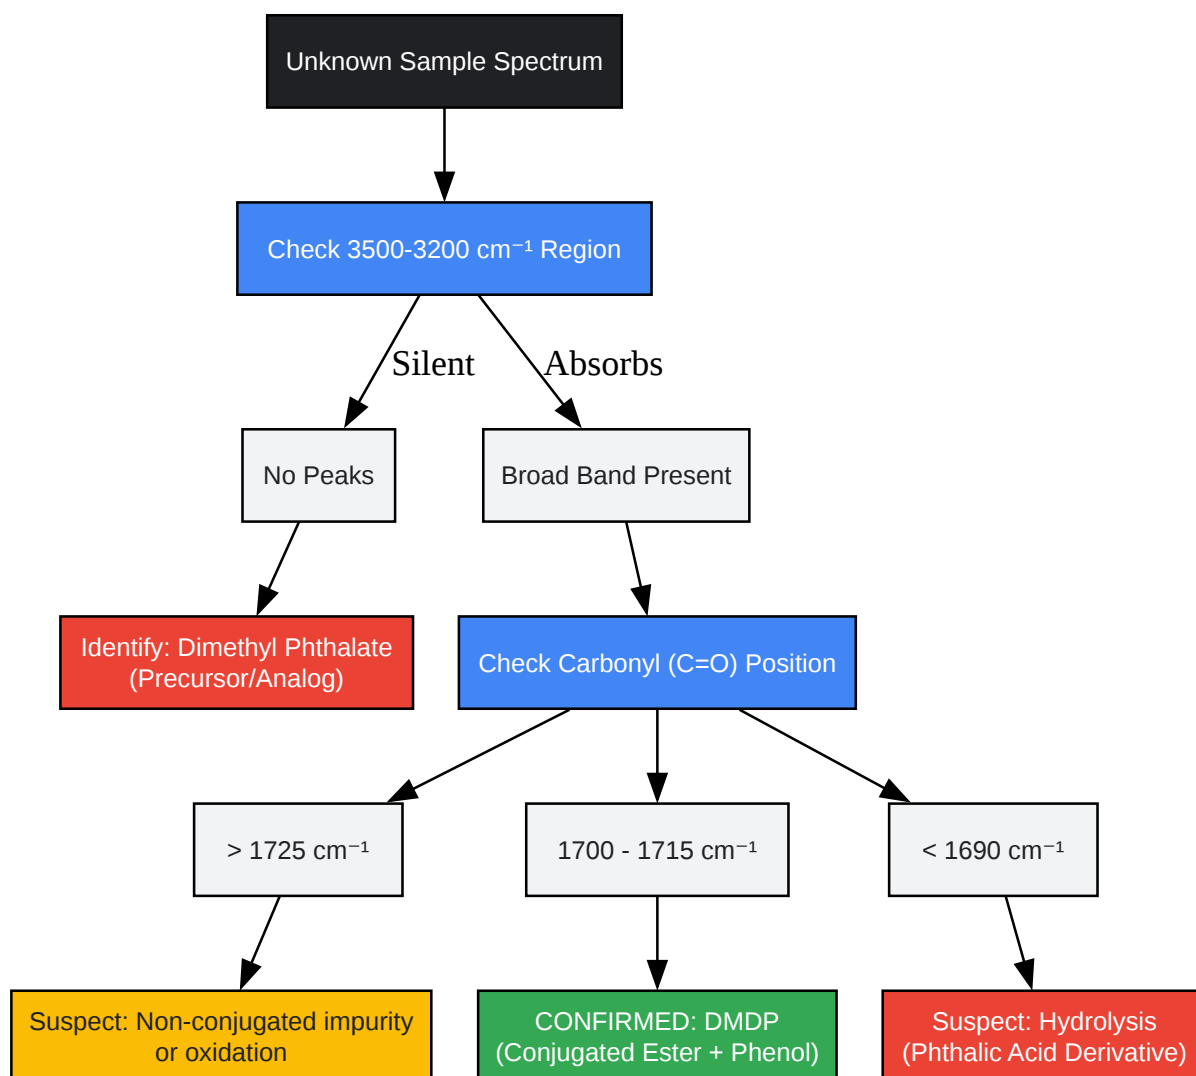 Unknown Sample Spectrum
Check 3500-3200 cm⁻¹ Region
Silent
Absorbs
No Peaks
Broad Band Present
Identify: Dimethyl Phthalate
(Precursor/Analog)
Check Carbonyl (C=O) Position
> 1725 cm⁻¹
1700 - 1715 cm⁻¹
< 1690 cm⁻¹
Suspect: Non-conjugated impurity
or oxidation
CONFIRMED: DMDP
(Conjugated Ester + Phenol)
Suspect: Hydrolysis
(Phthalic Acid Derivative)